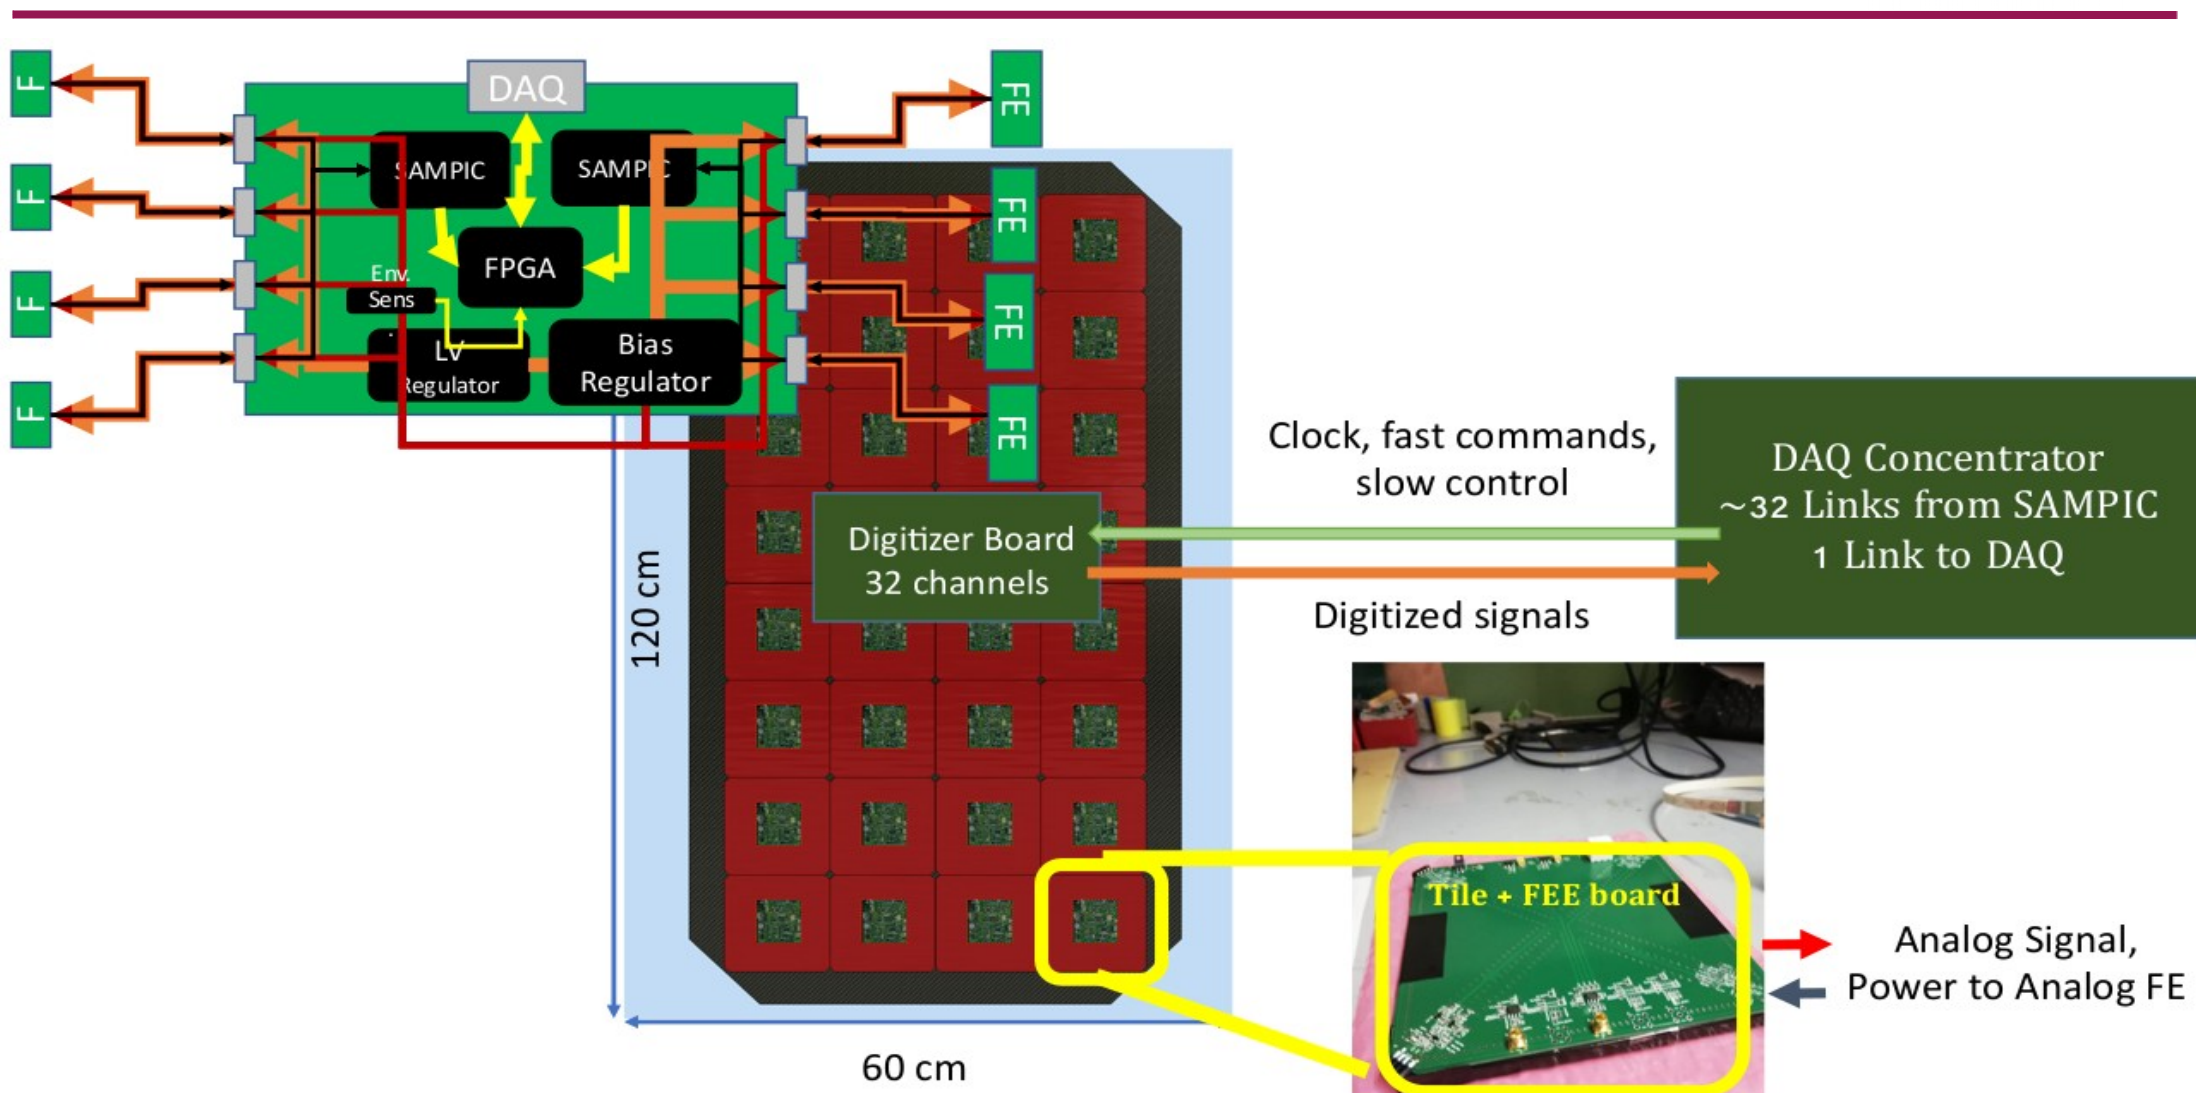 DAQ
F
F
F
F
FE
FE
FE
FE
SAMPIC
SAMPIC
FPGA
Env.
Sens
LV
Regulator
Bias
Regulator
Clock, fast commands,
slow control
DAQ Concentrator
~32 Links from SAMPIC
1 Link to DAQ
Digitizer Board
32 channels
Digitized signals
120 cm
60 cm
Tile + FEE board
Analog Signal,
Power to Analog FE